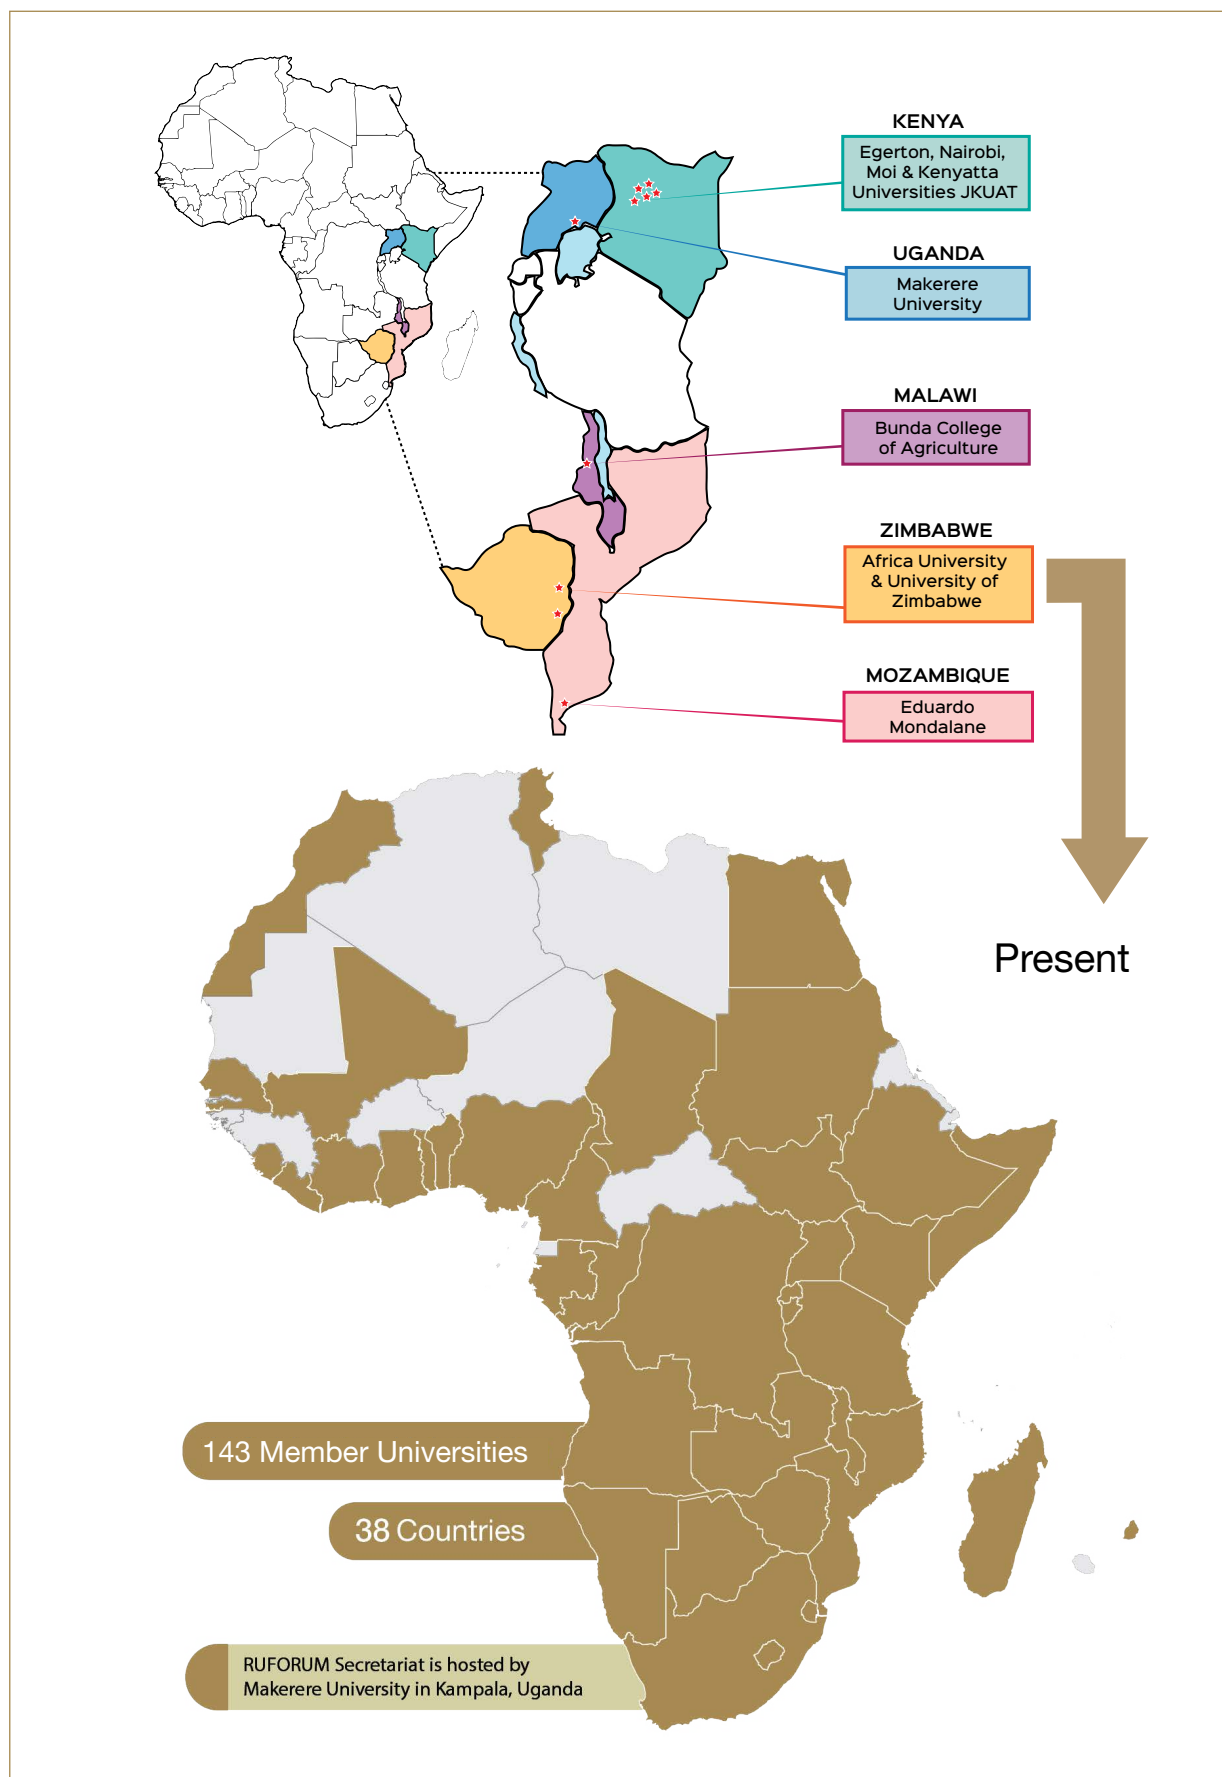 KENYA
Egerton, Nairobi,
Moi & Kenyatta
Universities JKUAT
UGANDA
Makerere
University
MALAWI
Bunda College
of Agriculture
ZIMBABWE
Africa University
& University of
Zimbabwe
MOZAMBIQUE
Eduardo
Mondalane
Present
143 Member Universities
38 Countries
RUFORUM Secretariat is hosted by
Makerere University in Kampala, Uganda